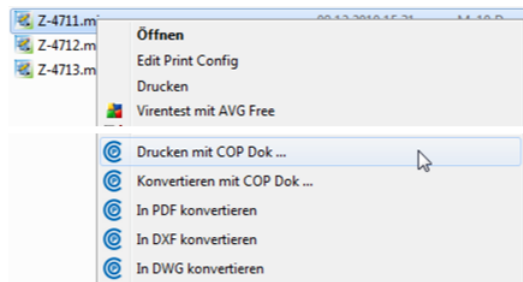 Z-4711.m
Öffnen
Z-4712.m
Edit Print Config
Z-4713.m
Drucken
Virentest mit AVG Free
Drucken mit COP Dok ...
Konvertieren mit COP Dok ...
In PDF konvertieren
In DXF konvertieren
In DWG konvertieren